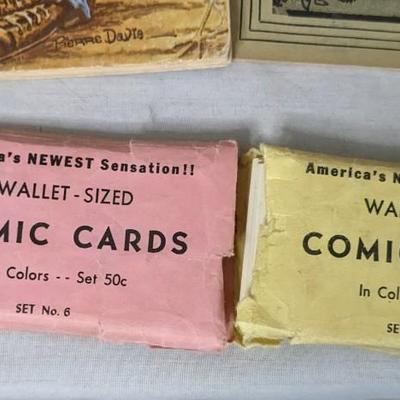 Pierre Davis
a's NEWEST Sensation!!
WALLET-SIZED
MIC CARDS
Colors -- Set 50c
SET No. 6
America's N
WA
COMIC
In Col
SE